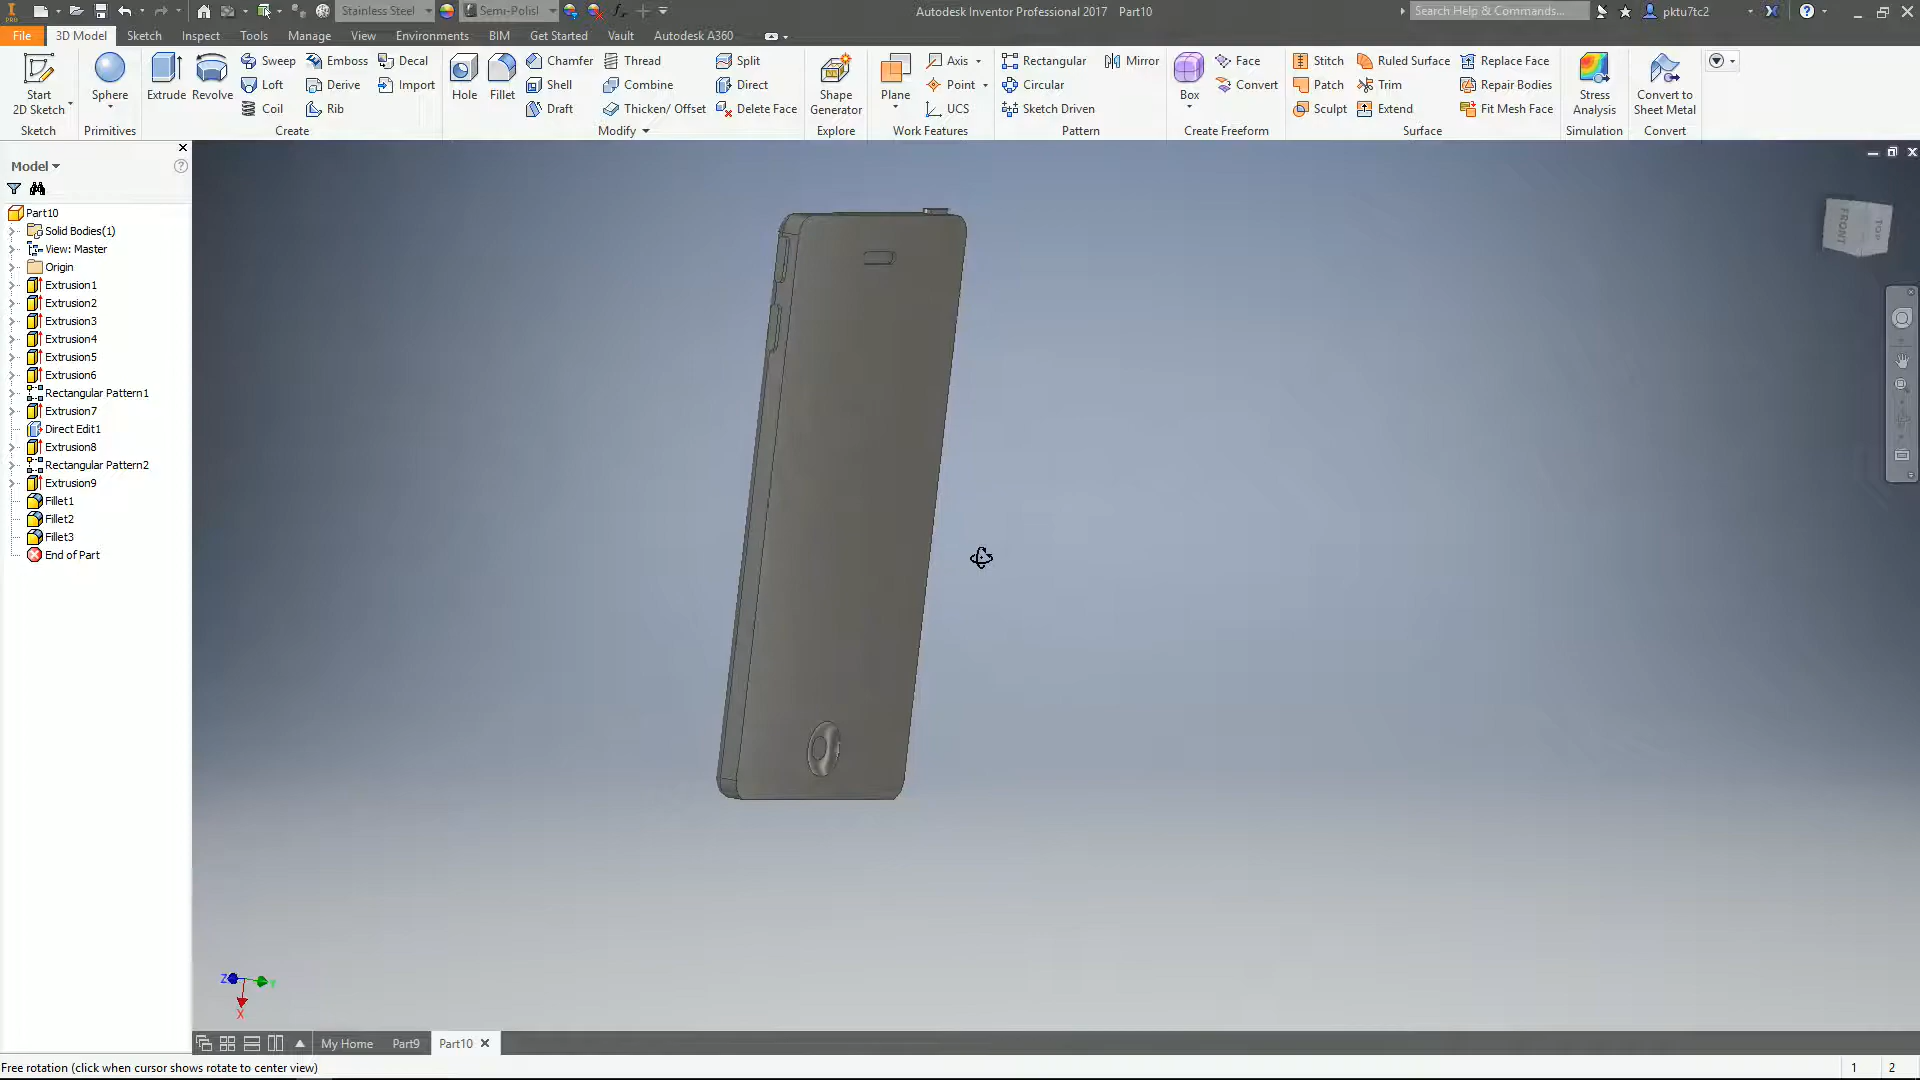 PRO Stainless Steel Semi-Polisl Autodesk Inventor Professional 2017 Part10 Search Help & Commands... pktu7tc2
File 3D Model Sketch Inspect Tools Manage View Environments BIM Get Started Vault Autodesk A360
Start 2D Sketch
Sphere
Extrude
Revolve
Sweep Emboss Decal
Loft Derive Import
Coil Rib
Hole
Fillet
Chamfer Thread Split
Shell Combine Direct
Draft Thicken/ Offset Delete Face
Shape Generator
Plane
Axis
Point
UCS
Rectangular Mirror
Circular
Sketch Driven
Box
Face
Convert
Stitch Ruled Surface Replace Face
Patch Trim Repair Bodies
Sculpt Extend Fit Mesh Face
Stress Analysis
Convert to Sheet Metal
Sketch Primitives Create Modify Explore Work Features Pattern Create Freeform Surface Simulation Convert
Model
Part10
Solid Bodies(1)
View: Master
Origin
Extrusion1
Extrusion2
Extrusion3
Extrusion4
Extrusion5
Extrusion6
Rectangular Pattern1
Extrusion7
Direct Edit1
Extrusion8
Rectangular Pattern2
Extrusion9
Fillet1
Fillet2
Fillet3
End of Part
FRONT TOP
Z Y
X
My Home Part9 Part10
Free rotation (click when cursor shows rotate to center view) 1 2